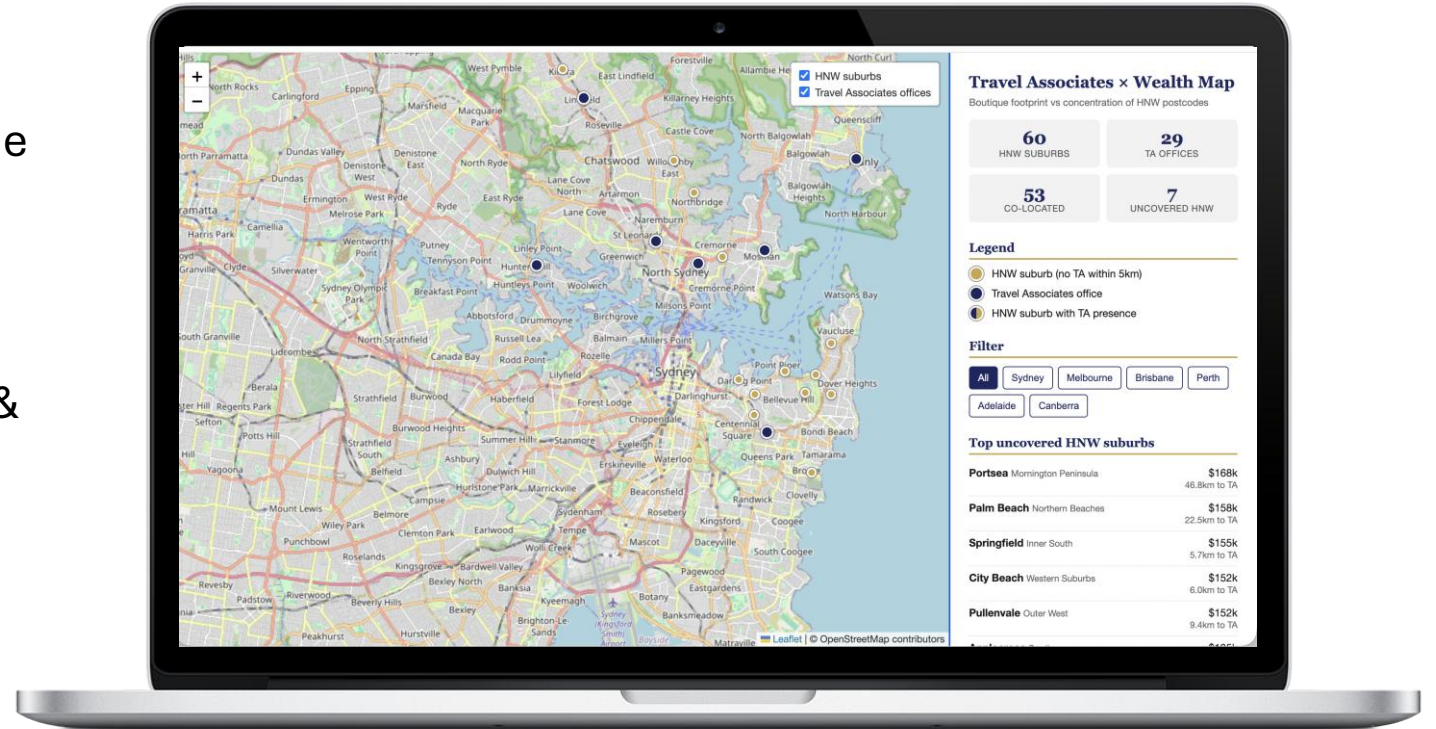 e
&
+
−
HNW suburbs
Travel Associates offices
North Curl
Forestville
Allambie He
West Pymble
East Lindfield
North Rocks
Carlingford
Epping
Marsfield
Macquarie
Park
Killarney Heights
Queenscliff
Roseville
Castle Cove
North Balgowlah
Dundas Valley
Denistone
East
North Ryde
Chatswood
Balgowlah
orth Parramatta
Denistone
West
Dundas
Lane Cove
North
Artarmon
Balgowlah
Heights
Ermington
West Ryde
Ryde
East Ryde
Northbridge
Melrose Park
Lane Cove
Naremburn
North Harbour
Camellia
Harris Park
Wentworth
Point
Putney
Linley Point
Greenwich
Cremorne
Tennyson Point
North Sydney
Clyde
Silverwater
Huntleys Point
Woolwich
Cremorne Point
Sydney Olympic
Park
Breakfast Point
Milsons Point
Watsons Bay
Abbotsford
Drummoyne
Birchgrove
Vaucluse
outh Granville
North Strathfield
Russell Lea
Balmain
Millers Point
Lidcombe
Canada Bay
Rodd Point
Rozelle
Point Piper
Lilyfield
Sydney
Dover Heights
Berala
Strathfield
Burwood
Haberfield
Forest Lodge
Darlinghurst
Bellevue Hill
Regents Park
Sefton
Potts Hill
Burwood Heights
Chippendale
Centennial
Square
Bondi Beach
Strathfield
South
Summer Hill
Stanmore
Eveleigh
Yagoona
Ashbury
Waterloo
Queens Park
Tamarama
Belfield
Dulwich Hill
Erskineville
Hurlstone Park
Marrickville
Beaconsfield
Randwick
Clovelly
Campsie
Mount Lewis
Belmore
Sydenham
Rosebery
Wiley Park
Clemton Park
Earlwood
Tempe
Kingsford
Coogee
Punchbowl
Wolli Creek
Mascot
Daceyville
Roselands
South Coogee
Kingsgrove
Bardwell Valley
Pagewood
Revesby
Bexley North
Banksia
Eastgardens
Padstow
Riverwood
Beverly Hills
Kyeemagh
Botany
Bexley
Brighton-Le-
Sands
Sydney
(Kingsford
Smith)
Airport
Banksmeadow
Peakhurst
Hurstville
Bayside
Matraville
Leaflet | © OpenStreetMap contributors
Travel Associates × Wealth Map
Boutique footprint vs concentration of HNW postcodes
60
HNW SUBURBS
29
TA OFFICES
53
CO-LOCATED
7
UNCOVERED HNW
Legend
HNW suburb (no TA within 5km)
Travel Associates office
HNW suburb with TA presence
Filter
All Sydney Melbourne Brisbane Perth
Adelaide Canberra
Top uncovered HNW suburbs
Portsea Mornington Peninsula $168k
46.8km to TA
Palm Beach Northern Beaches $158k
22.5km to TA
Springfield Inner South $155k
5.7km to TA
City Beach Western Suburbs $152k
6.0km to TA
Pullenvale Outer West $152k
9.4km to TA